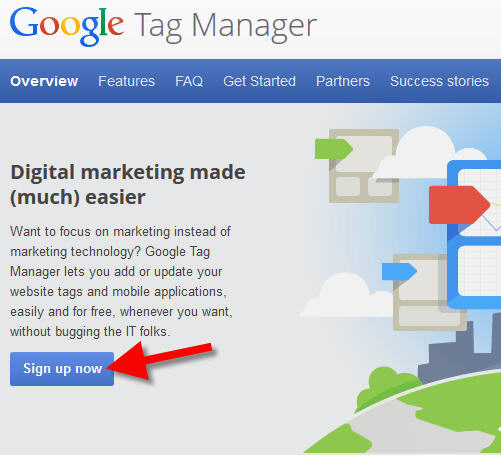 Google Tag Manager
Overview Features FAQ Get Started Partners Success stories
Digital marketing made
(much) easier
Want to focus on marketing instead of
marketing technology? Google Tag
Manager lets you add or update your
website tags and mobile applications,
easily and for free, whenever you want,
without bugging the IT folks.
Sign up now